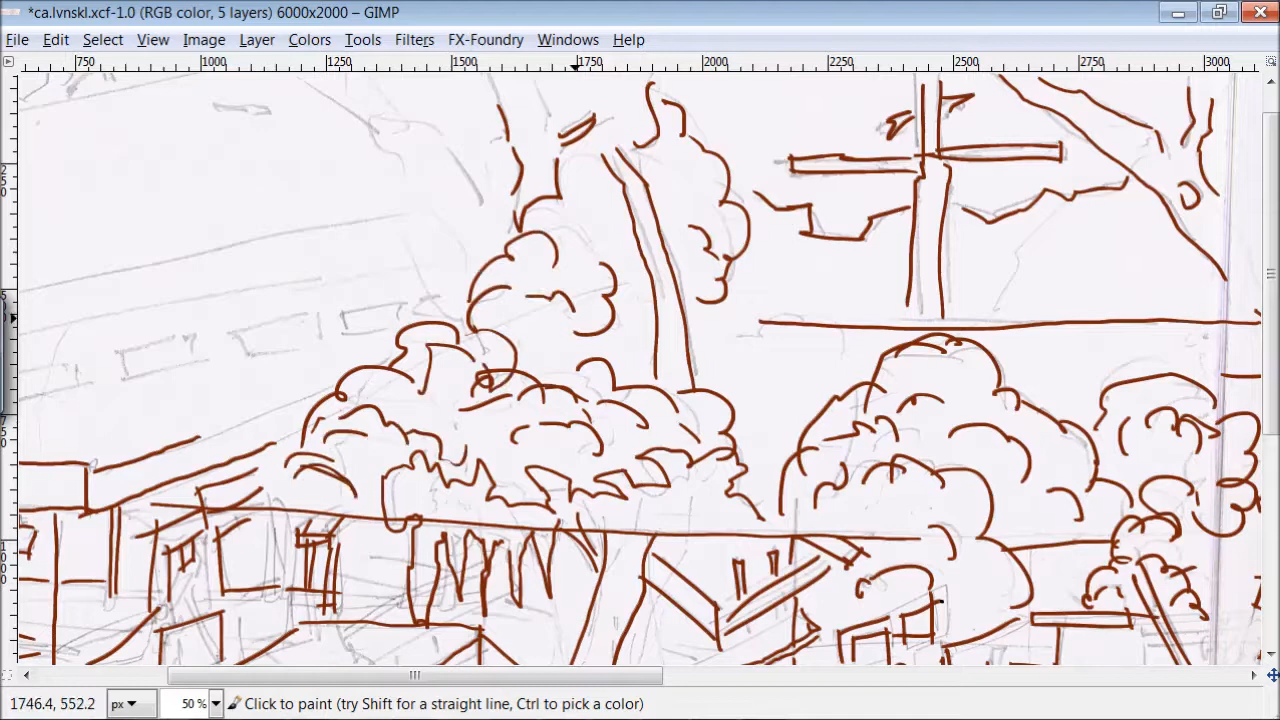 *ca.lvnskl.xcf-1.0 (RGB color, 5 layers) 6000x2000 – GIMP
File Edit Select View Image Layer Colors Tools Filters FX-Foundry Windows Help
750 1000 1250 1500 1750 2000 2250 2500 2750 3000
1746.4, 552.2 px 50 % Click to paint (try Shift for a straight line, Ctrl to pick a color)